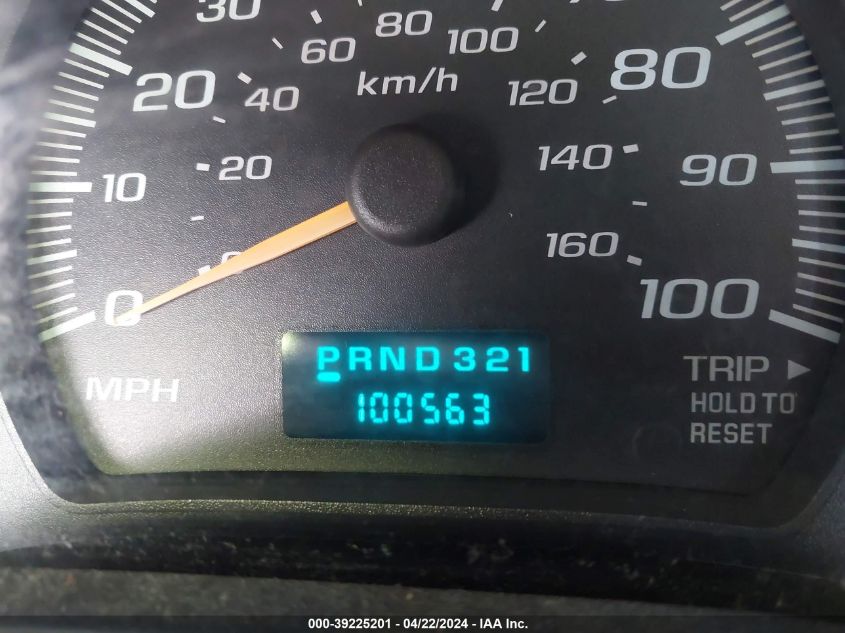 30 80
60 100
20 km/h 80
40 120
10 20 140 90
0 160 100
PRND321
MPH TRIP
100563 HOLD TO
RESET
000-39225201 - 04/22/2024 - IAA Inc.